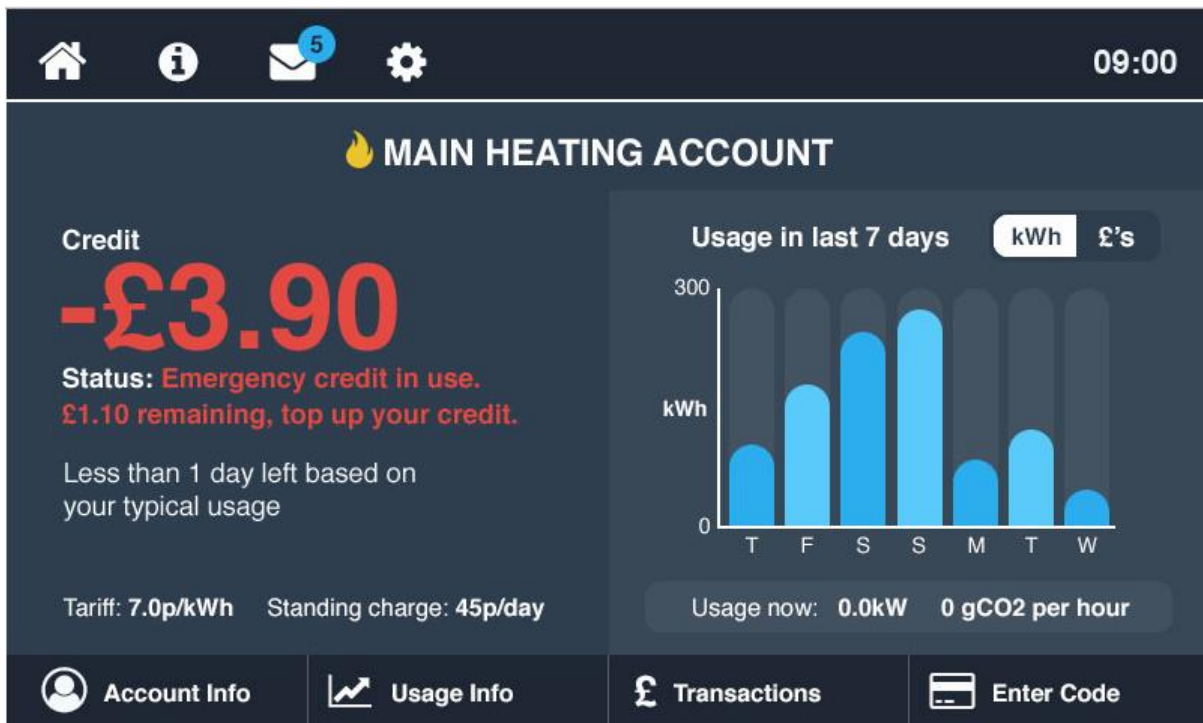 5
09:00
MAIN HEATING ACCOUNT
Credit
-£3.90
Status: Emergency credit in use.
£1.10 remaining, top up your credit.
Less than 1 day left based on
your typical usage
Tariff: 7.0p/kWh Standing charge: 45p/day
Usage in last 7 days kWh £'s
300
kWh
0
T F S S M T W
Usage now: 0.0kW 0 gCO2 per hour
Account Info Usage Info £ Transactions Enter Code